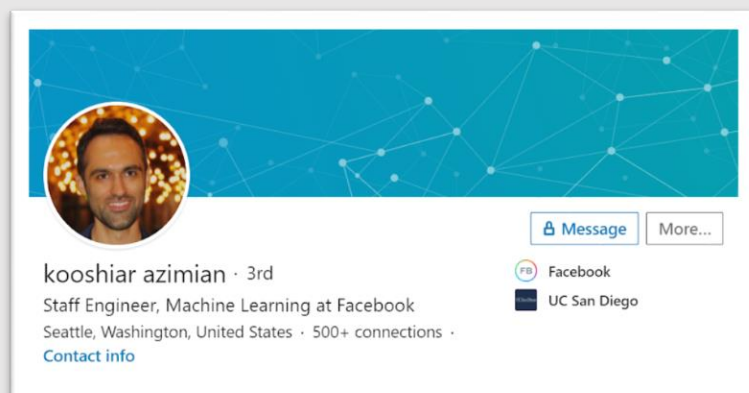 kooshiar azimian · 3rd
Staff Engineer, Machine Learning at Facebook
Seattle, Washington, United States · 500+ connections ·
Contact info
Message
More...
FB
Facebook
UC San Diego